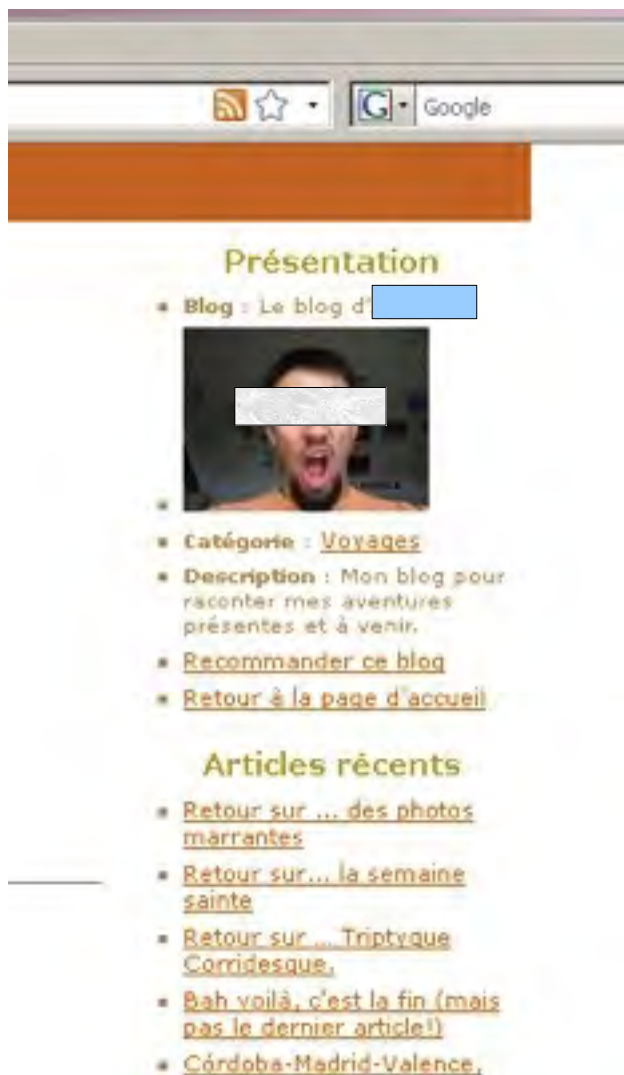 Google
Présentation
Blog : Le blog d'
Catégorie : Voyages
Description : Mon blog pour
raconter mes aventures
présentes et à venir.
Recommander ce blog
Retour à la page d'accueil
Articles récents
Retour sur ... des photos
marrantes
Retour sur... la semaine
sainte
Retour sur ... Triptyque
Corridesque.
Bah voilà, c'est la fin (mais
pas le dernier article!)
Córdoba-Madrid-Valence,